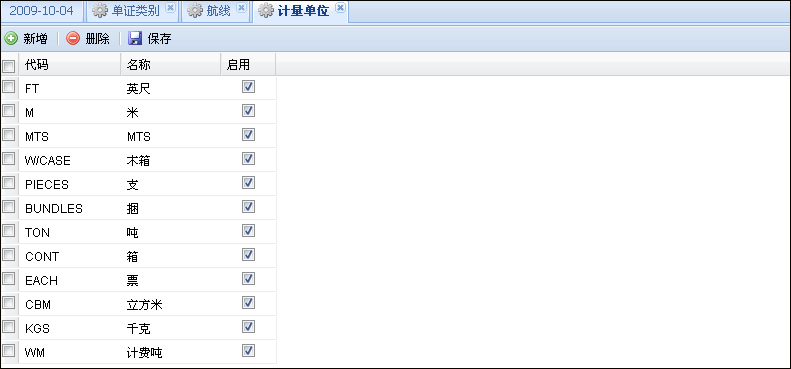 2009-10-04 单证类别 航线 计量单位
新增 删除 保存
代码 名称 启用
FT 英尺
M 米
MTS MTS
W/CASE 木箱
PIECES 支
BUNDLES 捆
TON 吨
CONT 箱
EACH 票
CBM 立方米
KGS 千克
WM 计费吨